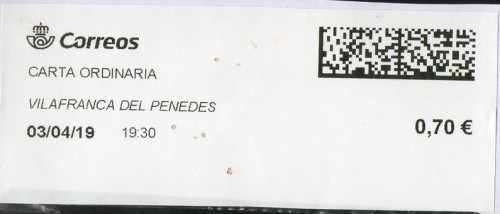 Correos
CARTA ORDINARIA
VILAFRANCA DEL PENEDES
03/04/19 19:30
0,70 €